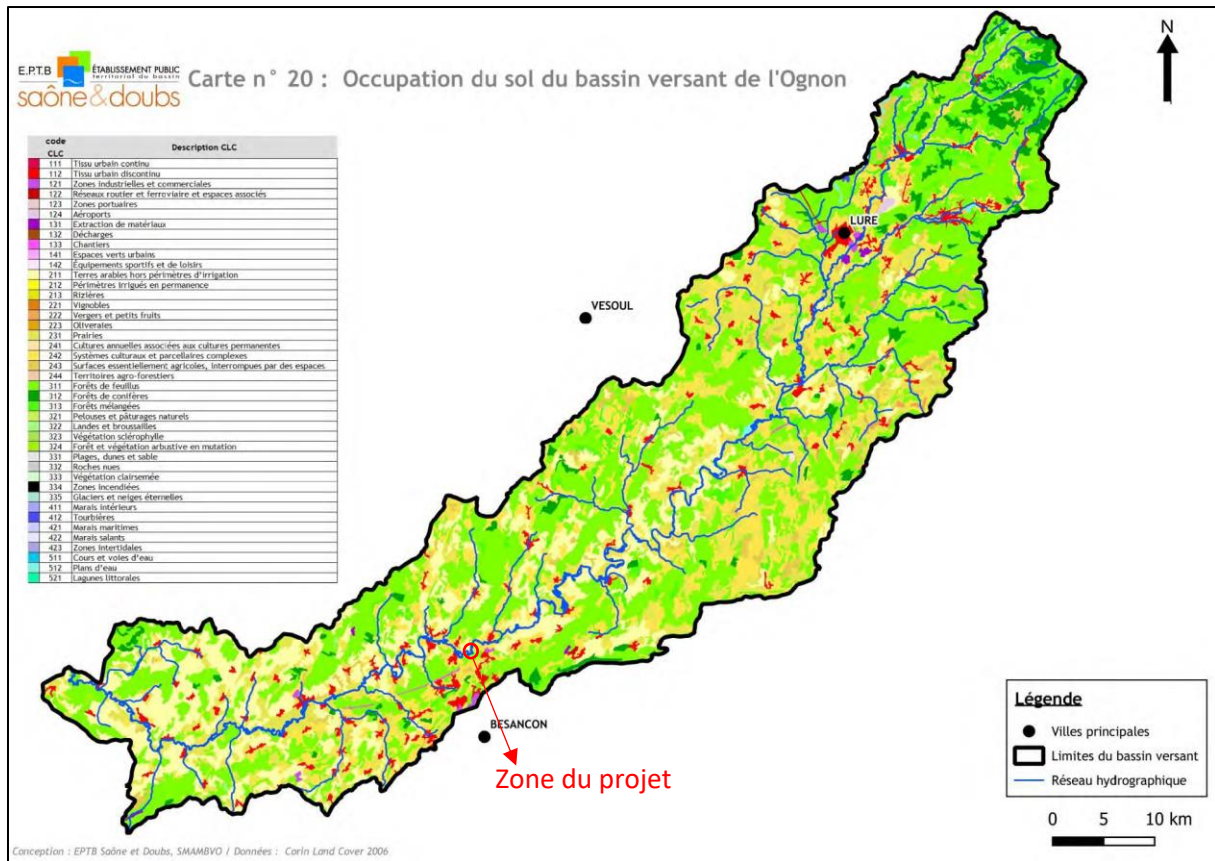 E.P.T.B ÉTABLISSEMENT PUBLIC
territorial du bassin
saône & doubs
Carte n° 20 : Occupation du sol du bassin versant de l'Ognon
N
code CLC Description CLC
111 Tissu urbain continu
112 Tissu urbain discontinu
121 Zones industrielles et commerciales
122 Réseaux routier et ferroviaire et espaces associés
123 Zones portuaires
124 Aéroports
131 Extraction de matériaux
132 Décharges
133 Chantiers
141 Espaces verts urbains
142 Équipements sportifs et de loisirs
211 Terres arables hors périmètres d'irrigation
212 Périmètres irrigués en permanence
213 Rizières
221 Vignobles
222 Vergers et petits fruits
223 Oliveraies
231 Prairies
241 Cultures annuelles associées aux cultures permanentes
242 Systèmes culturaux et parcellaires complexes
243 Surfaces essentiellement agricoles, interrompues par des espaces
244 Territoires agro-forestiers
311 Forêts de feuillus
312 Forêts de conifères
313 Forêts mélangées
321 Pelouses et pâturages naturels
322 Landes et broussailles
323 Végétation sclérophylle
324 Forêt et végétation arbustive en mutation
331 Plages, dunes et sable
332 Roches nues
333 Végétation clairsemée
334 Zones incendiées
335 Glaciers et neiges éternelles
411 Marais intérieurs
412 Tourbières
421 Marais maritimes
422 Marais salants
423 Zones intertidales
511 Cours et voies d'eau
512 Plans d'eau
521 Lagunes littorales
LURE
VESOUL
BESANCON
Zone du projet
Légende
Villes principales
Limites du bassin versant
Réseau hydrographique
0 5 10 km
Conception : EPTB Saône et Doubs, SMAMBVO / Données : Corin Land Cover 2006